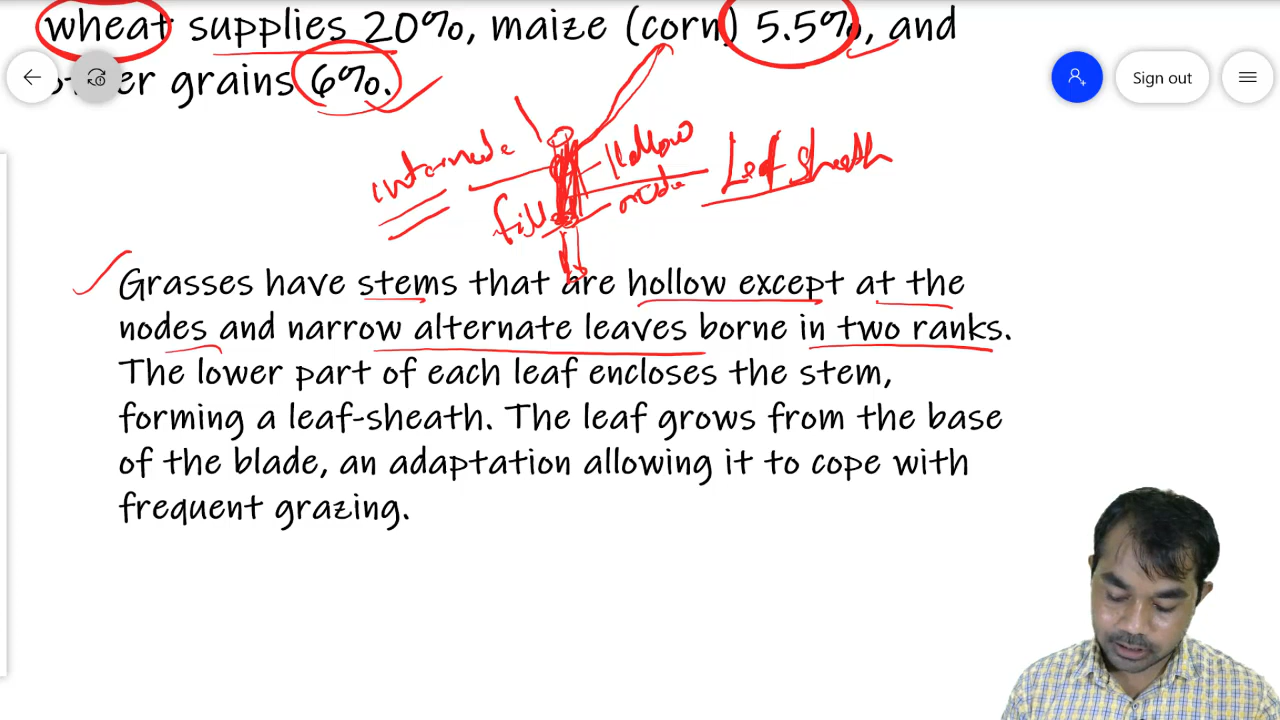 wheat supplies 20%, maize (corn) 5.5%, and
er grains 6%.
Sign out
internode
Hollow
Leaf sheath
node
fill
Grasses have stems that are hollow except at the
nodes and narrow alternate leaves borne in two ranks.
The lower part of each leaf encloses the stem,
forming a leaf-sheath. The leaf grows from the base
of the blade, an adaptation allowing it to cope with
frequent grazing.